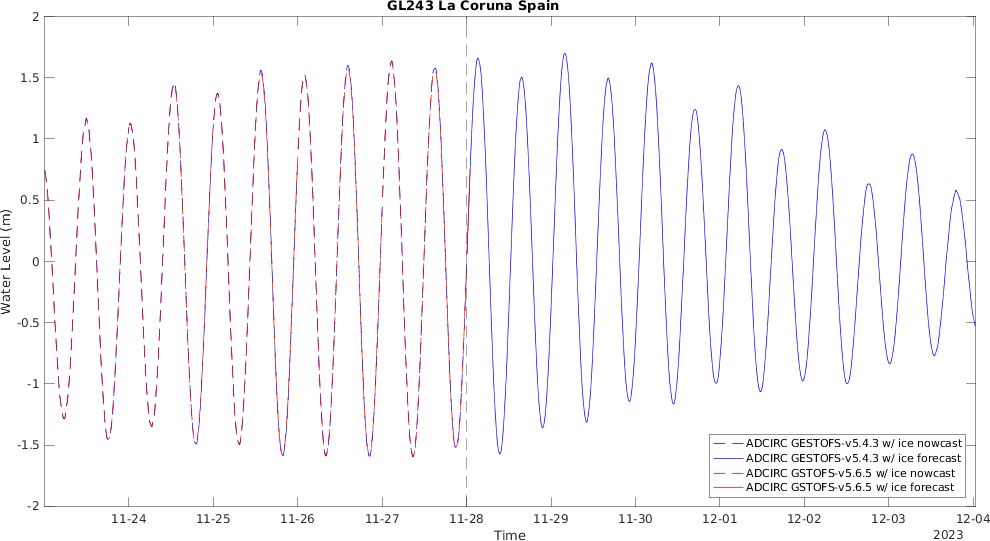 GL243 La Coruna Spain
2
1.5
1
0.5
0
-0.5
-1
-1.5
-2
Water Level (m)
11-24 11-25 11-26 11-27 11-28 11-29 11-30 12-01 12-02 12-03 12-04
Time
2023
ADCIRC GESTOFS-v5.4.3 w/ ice nowcast
ADCIRC GESTOFS-v5.4.3 w/ ice forecast
ADCIRC GSTOFS-v5.6.5 w/ ice nowcast
ADCIRC GSTOFS-v5.6.5 w/ ice forecast